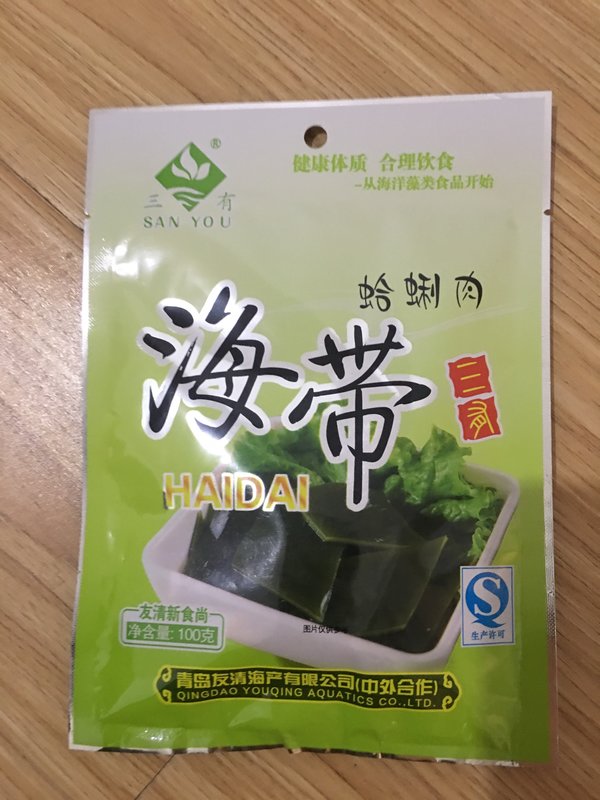 健康体质 合理饮食
-从海洋藻类食品开始
®
三有
SAN YOU
蛤蜊肉
海带
三有
HAIDAI
友清新食尚
净含量: 100克
图片仅供参考
S
生产许可
青岛友清海产有限公司(中外合作)
QINGDAO YOUQING AQUATICS CO.,LTD.